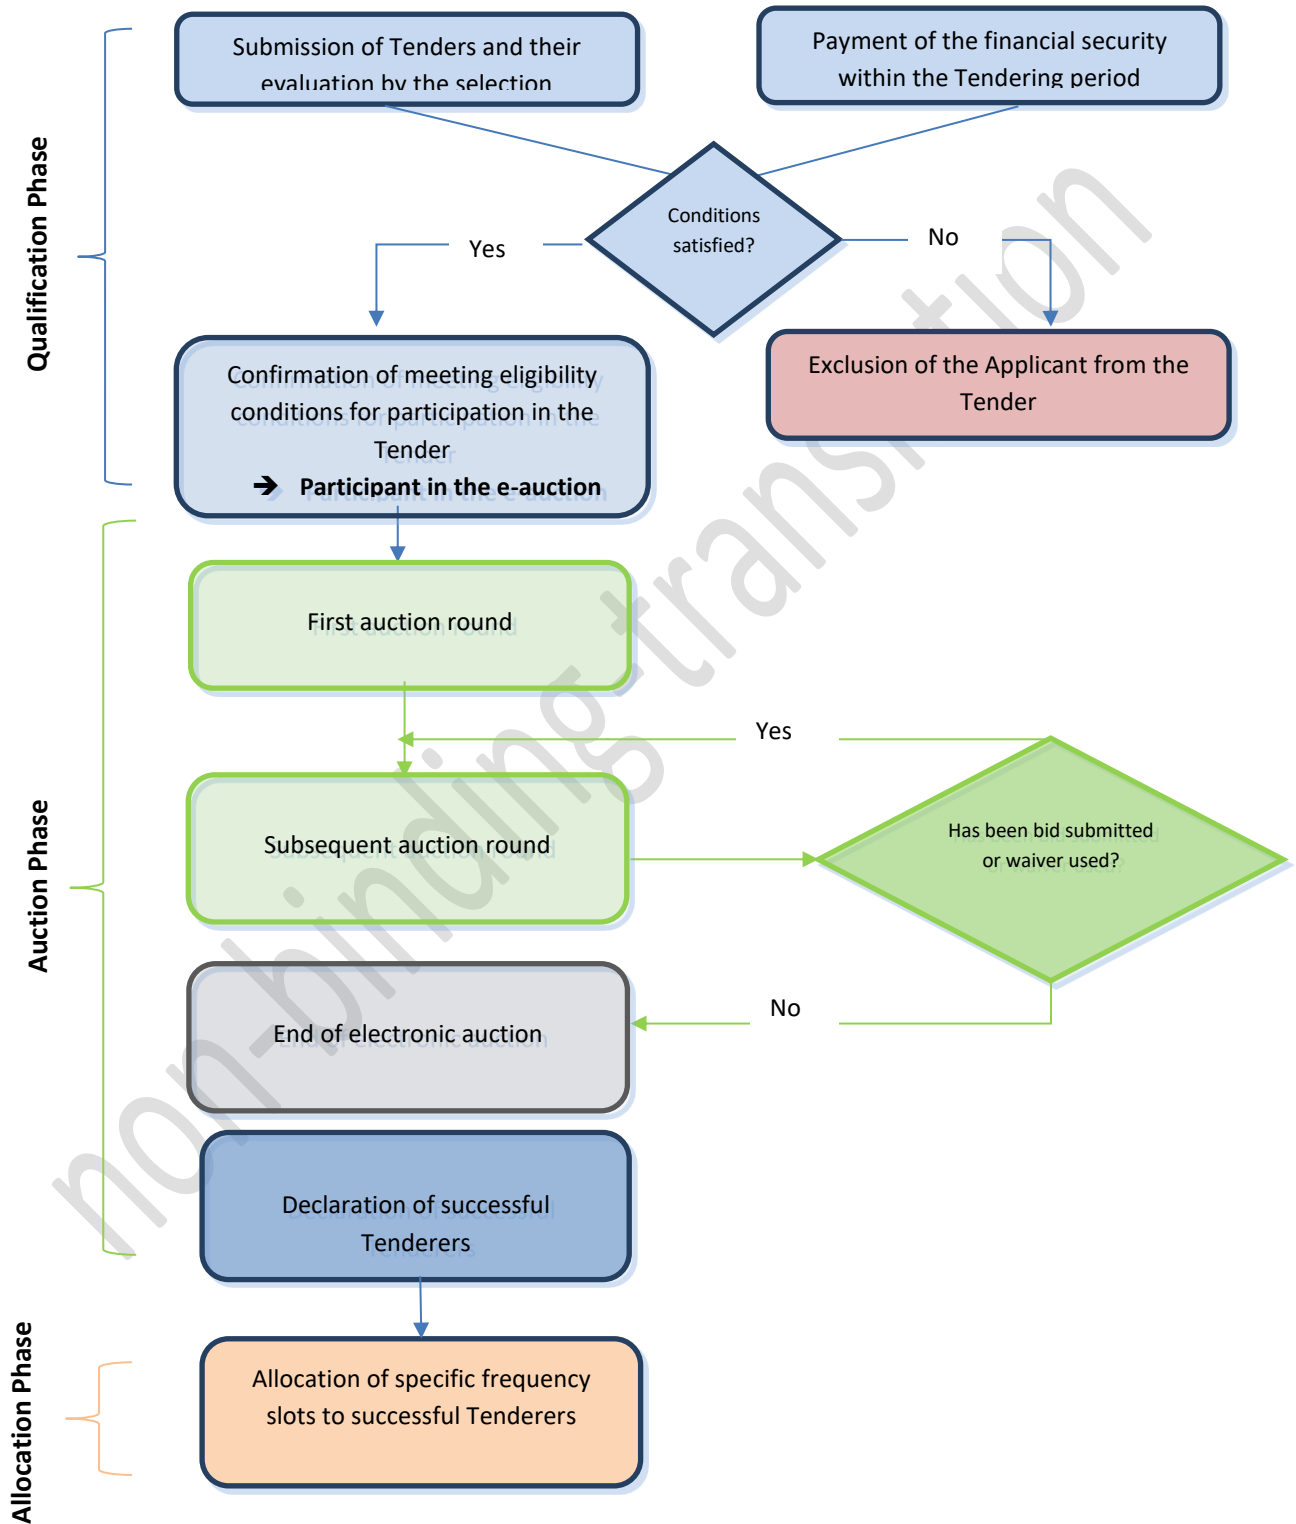 Submission of Tenders and their
evaluation by the selection
Payment of the financial security
within the Tendering period
Qualification Phase
Conditions
satisfied?
Yes
No
Confirmation of meeting eligibility
conditions for participation in the
Tender
➔ Participant in the e-auction
Exclusion of the Applicant from the
Tender
Auction Phase
First auction round
Yes
Subsequent auction round
Has been bid submitted
or waiver used?
No
End of electronic auction
Declaration of successful
Tenderers
Allocation Phase
Allocation of specific frequency
slots to successful Tenderers
non-binding-transition